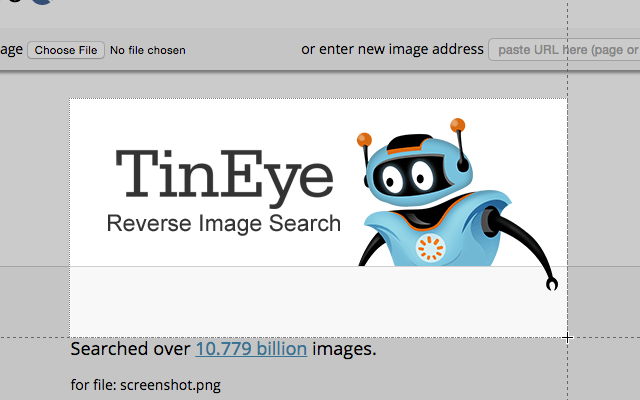 age Choose File No file chosen or enter new image address paste URL here (page or
TinEye
Reverse Image Search
Searched over 10.779 billion images.
for file: screenshot.png